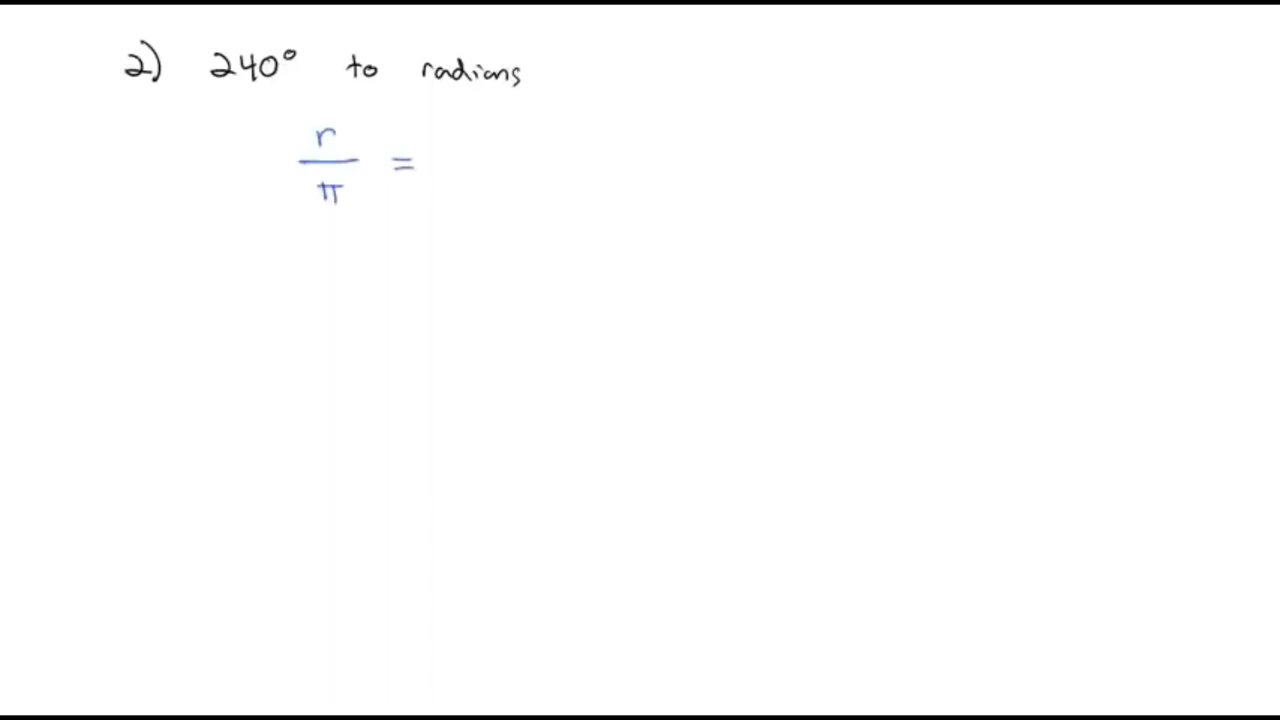 2) 240° to radians
r
π =